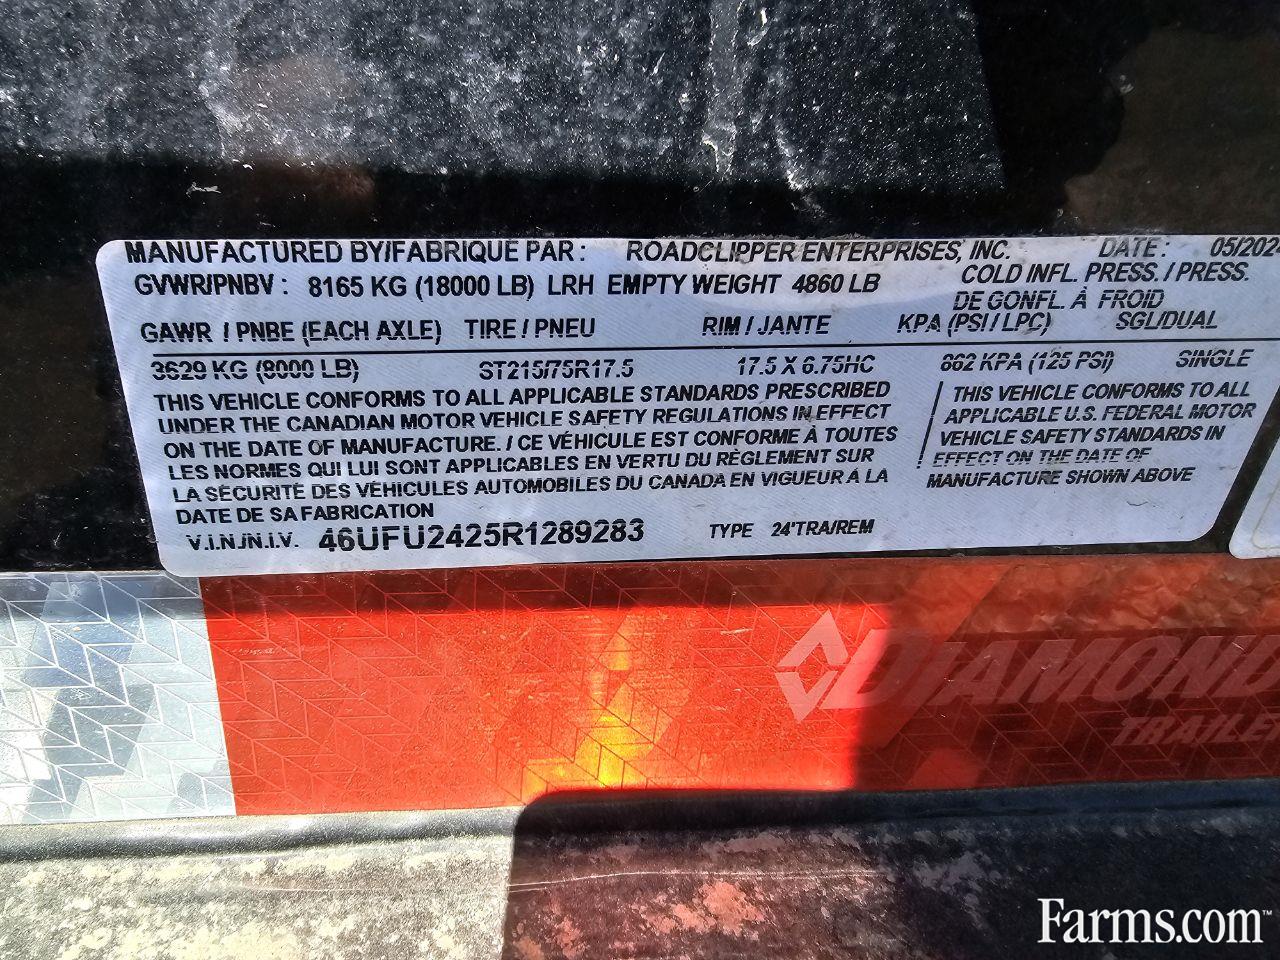 MANUFACTURED BY/FABRIQUE PAR : ROADCLIPPER ENTERPRISES, INC. DATE : 05/2024
GVWR/PNBV : 8165 KG (18000 LB) LRH EMPTY WEIGHT 4860 LB COLD INFL. PRESS. / PRESS.
DE GONFL. À FROID
GAWR / PNBE (EACH AXLE) TIRE / PNEU RIM / JANTE KPA (PSI / LPC) SGL/DUAL
3629 KG (8000 LB) ST215/75R17.5 17.5 X 6.75HC 862 KPA (125 PSI) SINGLE
THIS VEHICLE CONFORMS TO ALL APPLICABLE STANDARDS PRESCRIBED
UNDER THE CANADIAN MOTOR VEHICLE SAFETY REGULATIONS IN EFFECT
ON THE DATE OF MANUFACTURE. / CE VÉHICULE EST CONFORME À TOUTES
LES NORMES QUI LUI SONT APPLICABLES EN VERTU DU RÈGLEMENT SUR
LA SÉCURITÉ DES VÉHICULES AUTOMOBILES DU CANADA EN VIGUEUR À LA
DATE DE SA FABRICATION
THIS VEHICLE CONFORMS TO ALL
APPLICABLE U.S. FEDERAL MOTOR
VEHICLE SAFETY STANDARDS IN
EFFECT ON THE DATE OF
MANUFACTURE SHOWN ABOVE
V.I.N./N.I.V. 46UFU2425R1289283 TYPE 24'TRA/REM
DIAMOND
TRAILER
Farms.com™